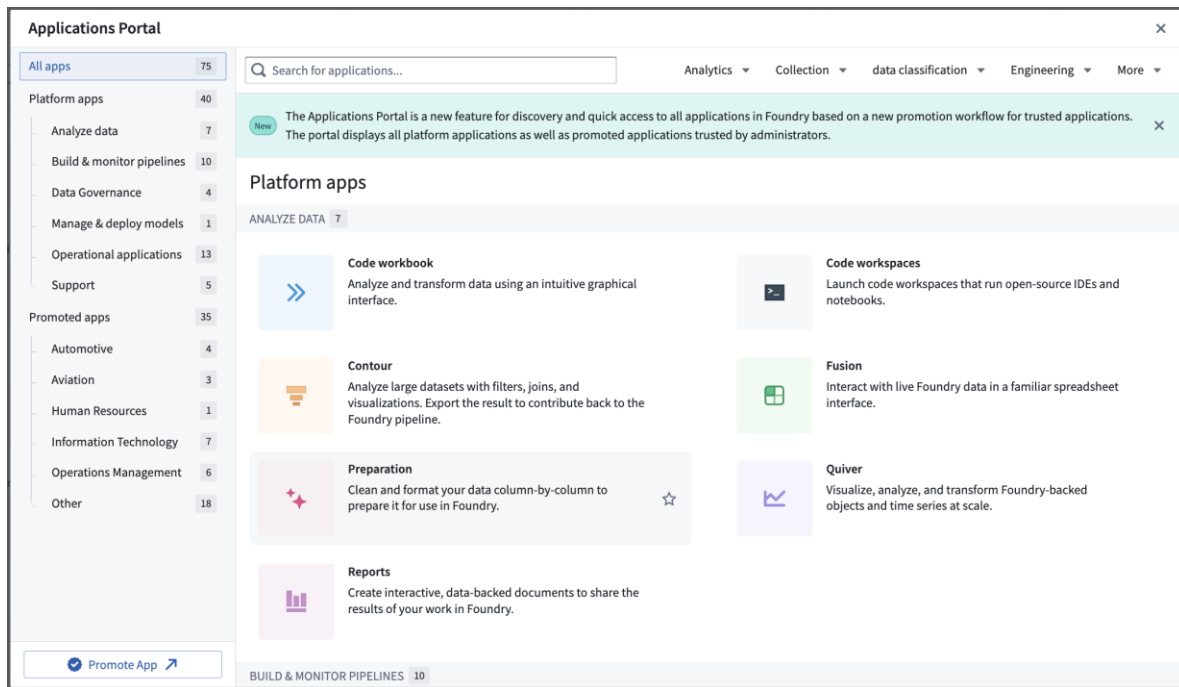 Applications Portal
All apps 75
Platform apps 40
Analyze data 7
Build & monitor pipelines 10
Data Governance 4
Manage & deploy models 1
Operational applications 13
Support 5
Promoted apps 35
Automotive 4
Aviation 3
Human Resources 1
Information Technology 7
Operations Management 6
Other 18
Promote App
Search for applications...
Analytics
Collection
data classification
Engineering
More
New
The Applications Portal is a new feature for discovery and quick access to all applications in Foundry based on a new promotion workflow for trusted applications.
The portal displays all platform applications as well as promoted applications trusted by administrators.
Platform apps
ANALYZE DATA 7
Code workbook
Analyze and transform data using an intuitive graphical
interface.
Code workspaces
Launch code workspaces that run open-source IDEs and
notebooks.
Contour
Analyze large datasets with filters, joins, and
visualizations. Export the result to contribute back to the
Foundry pipeline.
Fusion
Interact with live Foundry data in a familiar spreadsheet
interface.
Preparation
Clean and format your data column-by-column to
prepare it for use in Foundry.
Quiver
Visualize, analyze, and transform Foundry-backed
objects and time series at scale.
Reports
Create interactive, data-backed documents to share the
results of your work in Foundry.
BUILD & MONITOR PIPELINES 10